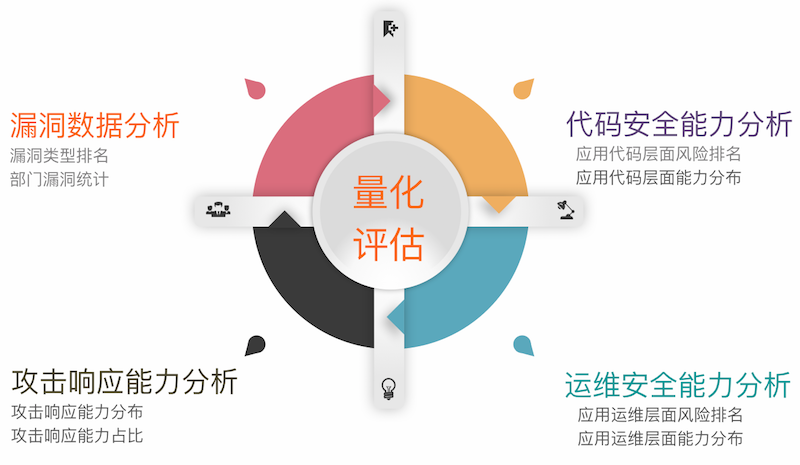 漏洞数据分析
漏洞类型排名
部门漏洞统计
代码安全能力分析
应用代码层面风险排名
应用代码层面能力分布
量化
评估
攻击响应能力分析
攻击响应能力分布
攻击响应能力占比
运维安全能力分析
应用运维层面风险排名
应用运维层面能力分布